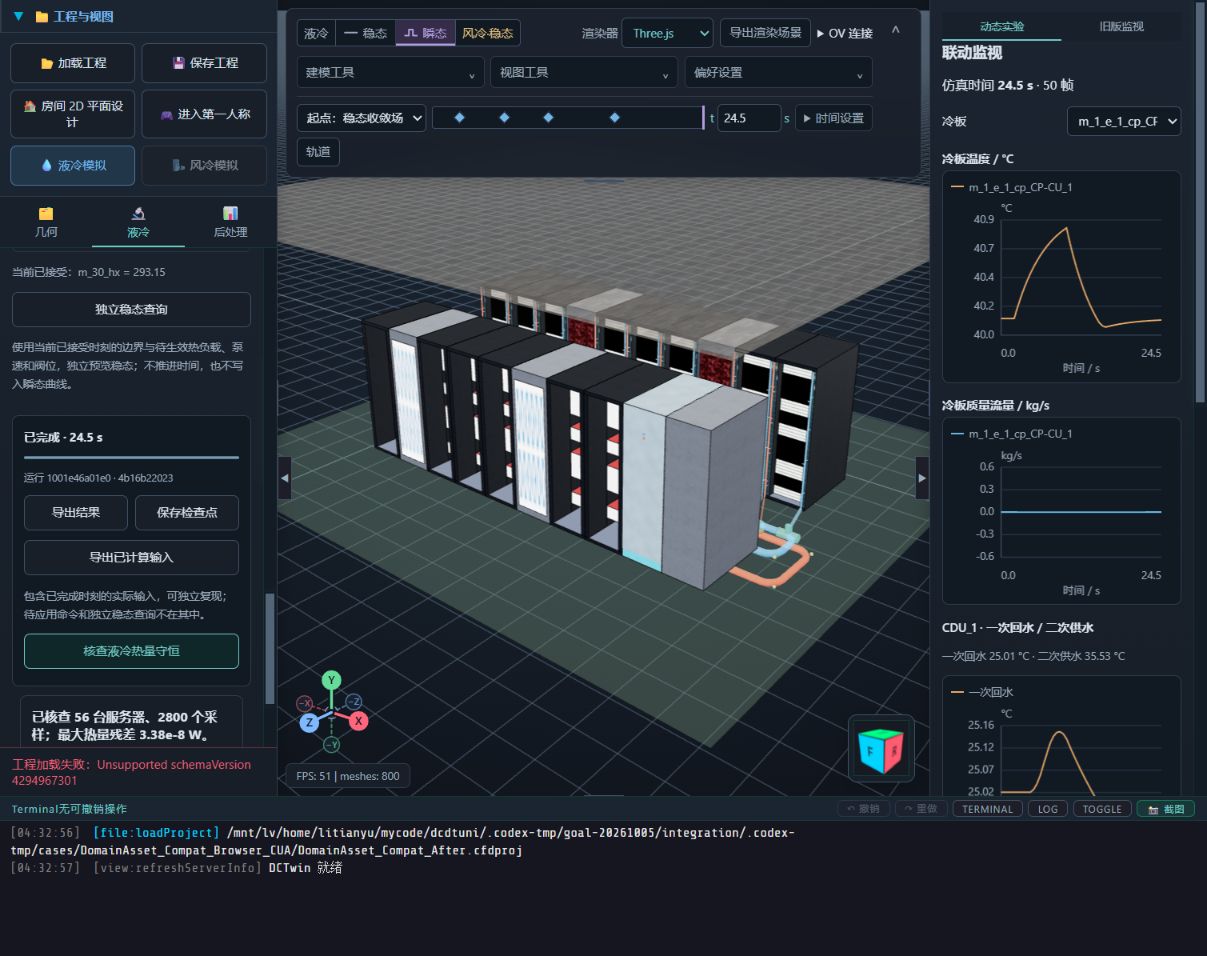 ▼ 工程与视图
加载工程
保存工程
房间 2D 平面设计
进入第一人称
液冷模拟
风冷模拟
几何
液冷
后处理
当前已接受：m_30_hx = 293.15
独立稳态查询
使用当前已接受时刻的边界与待生效热负载、泵
速和阀位，独立预览稳态；不推进时间，也不写
入瞬态曲线。
已完成 · 24.5 s
运行 1001e46a01e0 · 4b16b22023
导出结果
保存检查点
导出已计算输入
包含已完成时刻的实际输入，可独立复现；
待应用命令和独立稳态查询不在其中。
核查液冷热量守恒
已核查 56 台服务器、2800 个采
样；最大热量残差 3.38e-8 W。
工程加载失败：Unsupported schemaVersion
4294967301
液冷
稳态
瞬态
风冷·稳态
渲染器
Three.js
导出渲染场景
▶ OV 连接
建模工具
视图工具
偏好设置
起点：稳态收敛场
t 24.5 s
▶ 时间设置
轨道
Y
-X
-Z
Z
X
-Y
FPS: 51 | meshes: 800
F
R
动态实验
旧版监视
联动监视
仿真时间 24.5 s · 50 帧
冷板
m_1_e_1_cp_CF
冷板温度 / °C
m_1_e_1_cp_CP-CU_1
°C
40.9
40.7
40.4
40.2
40.0
0.0
24.5
时间 / s
冷板质量流量 / kg/s
m_1_e_1_cp_CP-CU_1
kg/s
0.6
0.3
0.0
-0.3
-0.6
0.0
24.5
时间 / s
CDU_1 · 一次回水 / 二次供水
一次回水 25.01 °C · 二次供水 35.53 °C
一次回水
°C
25.16
25.12
25.07
25.02
Terminal无可撤销操作
撤销
重做
TERMINAL
LOG
TOGGLE
截图
[04:32:56] [file:loadProject] /mnt/lv/home/litianyu/mycode/dcdtuni/.codex-tmp/goal-20261005/integration/.codex-
tmp/cases/DomainAsset_Compat_Browser_CUA/DomainAsset_Compat_After.cfdproj
[04:32:57] [view:refreshServerInfo] DCTwin 就绪